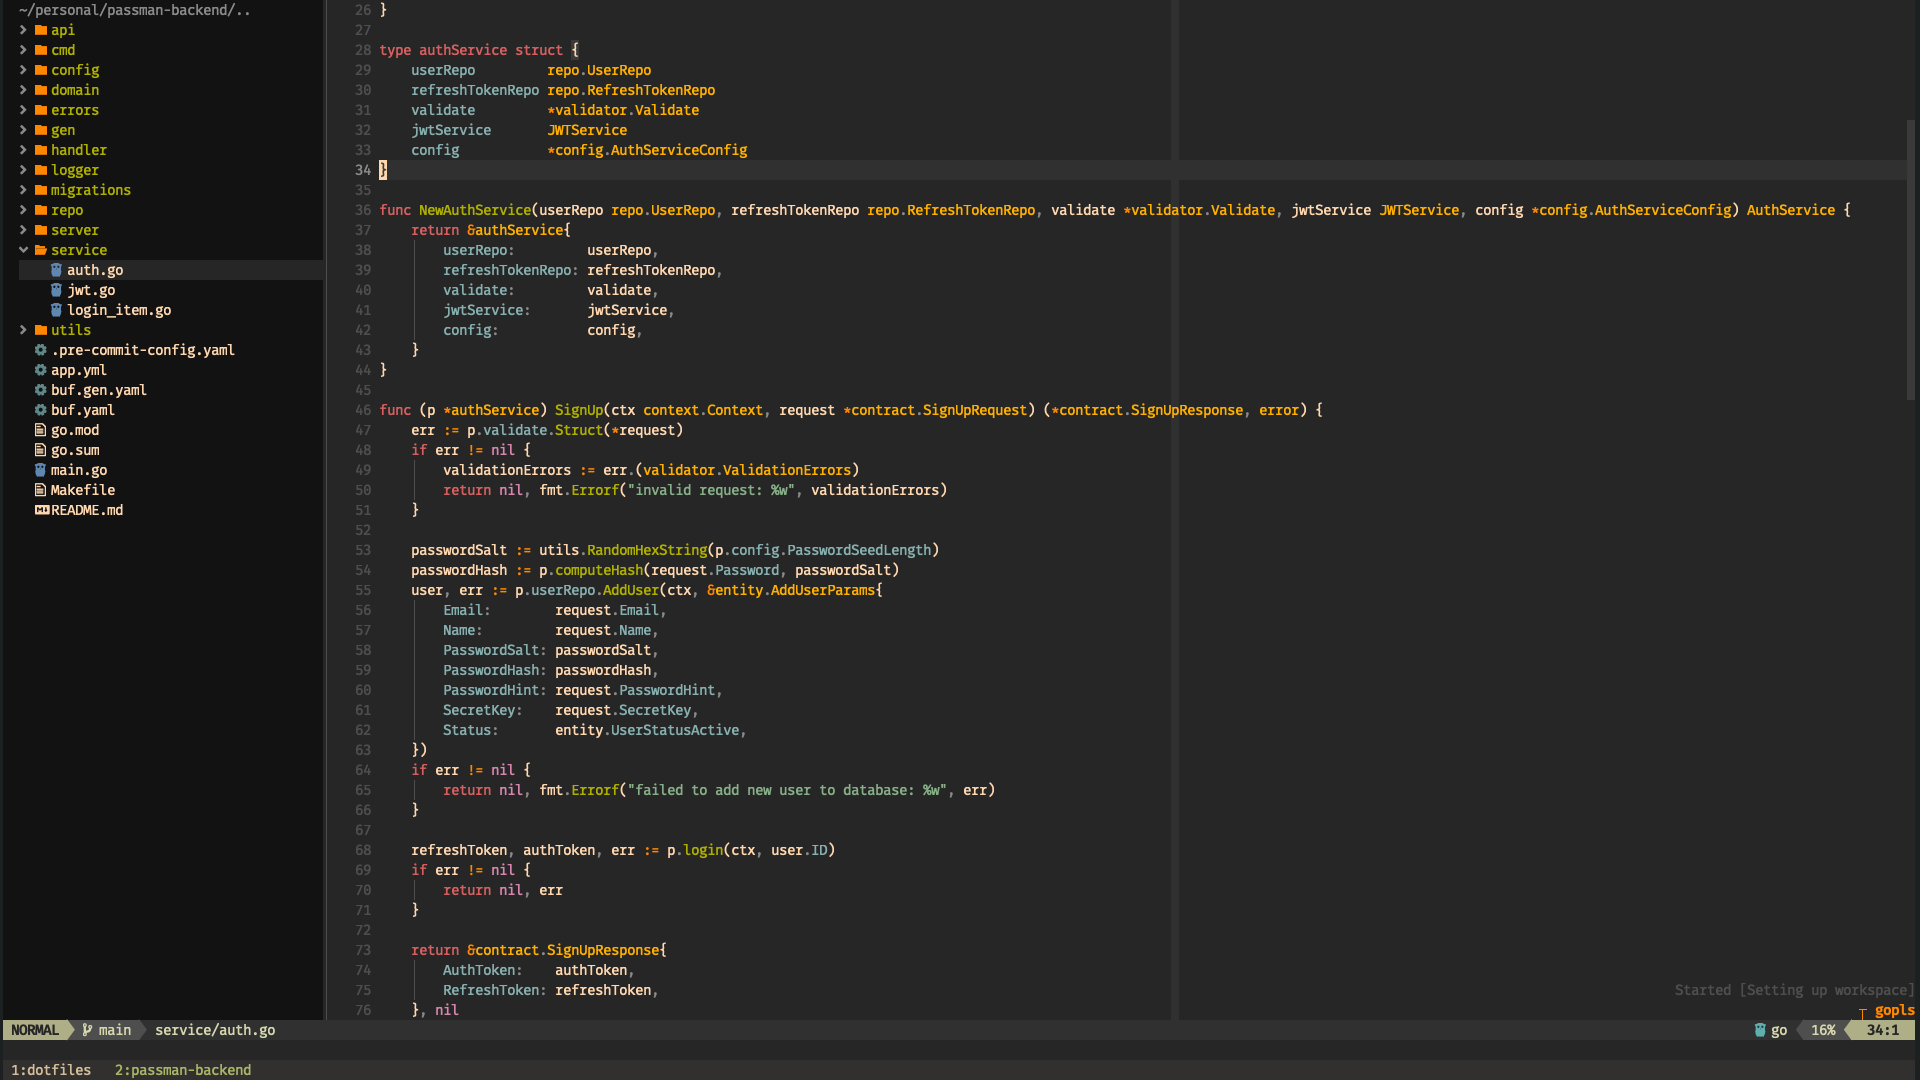 ~/personal/passman-backend/..
api
cmd
config
domain
errors
gen
handler
logger
migrations
repo
server
service
auth.go
jwt.go
login_item.go
utils
.pre-commit-config.yaml
app.yml
buf.gen.yaml
buf.yaml
go.mod
go.sum
main.go
Makefile
README.md
26 }
27
28 type authService struct {
29     userRepo         repo.UserRepo
30     refreshTokenRepo repo.RefreshTokenRepo
31     validate         *validator.Validate
32     jwtService       JWTService
33     config           *config.AuthServiceConfig
34 }
35
36 func NewAuthService(userRepo repo.UserRepo, refreshTokenRepo repo.RefreshTokenRepo, validate *validator.Validate, jwtService JWTService, config *config.AuthServiceConfig) AuthService {
37     return &authService{
38         userRepo:         userRepo,
39         refreshTokenRepo: refreshTokenRepo,
40         validate:         validate,
41         jwtService:       jwtService,
42         config:           config,
43     }
44 }
45
46 func (p *authService) SignUp(ctx context.Context, request *contract.SignUpRequest) (*contract.SignUpResponse, error) {
47     err := p.validate.Struct(*request)
48     if err != nil {
49         validationErrors := err.(validator.ValidationErrors)
50         return nil, fmt.Errorf("invalid request: %w", validationErrors)
51     }
52
53     passwordSalt := utils.RandomHexString(p.config.PasswordSeedLength)
54     passwordHash := p.computeHash(request.Password, passwordSalt)
55     user, err := p.userRepo.AddUser(ctx, &entity.AddUserParams{
56         Email:        request.Email,
57         Name:         request.Name,
58         PasswordSalt: passwordSalt,
59         PasswordHash: passwordHash,
60         PasswordHint: request.PasswordHint,
61         SecretKey:    request.SecretKey,
62         Status:       entity.UserStatusActive,
63     })
64     if err != nil {
65         return nil, fmt.Errorf("failed to add new user to database: %w", err)
66     }
67
68     refreshToken, authToken, err := p.login(ctx, user.ID)
69     if err != nil {
70         return nil, err
71     }
72
73     return &contract.SignUpResponse{
74         AuthToken:    authToken,
75         RefreshToken: refreshToken,
76     }, nil
Started [Setting up workspace]
gopls
NORMAL main service/auth.go go 16% 34:1
1:dotfiles 2:passman-backend